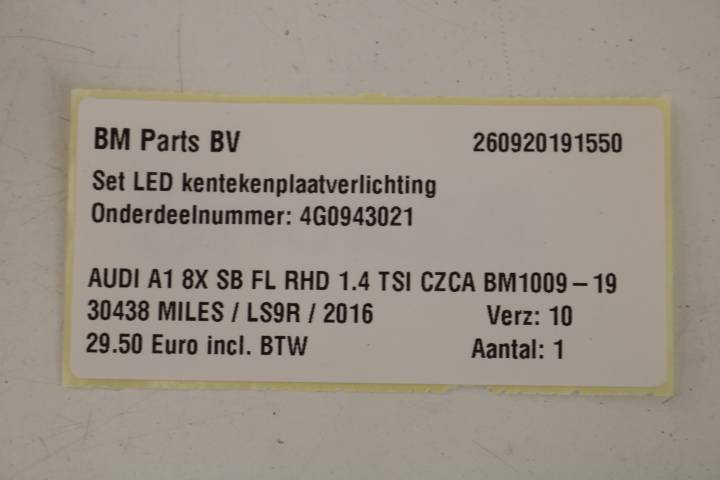 BM Parts BV 260920191550
Set LED kentekenplaatverlichting
Onderdeelnummer: 4G0943021
AUDI A1 8X SB FL RHD 1.4 TSI CZCA BM1009-19
30438 MILES / LS9R / 2016 Verz: 10
29.50 Euro incl. BTW Aantal: 1